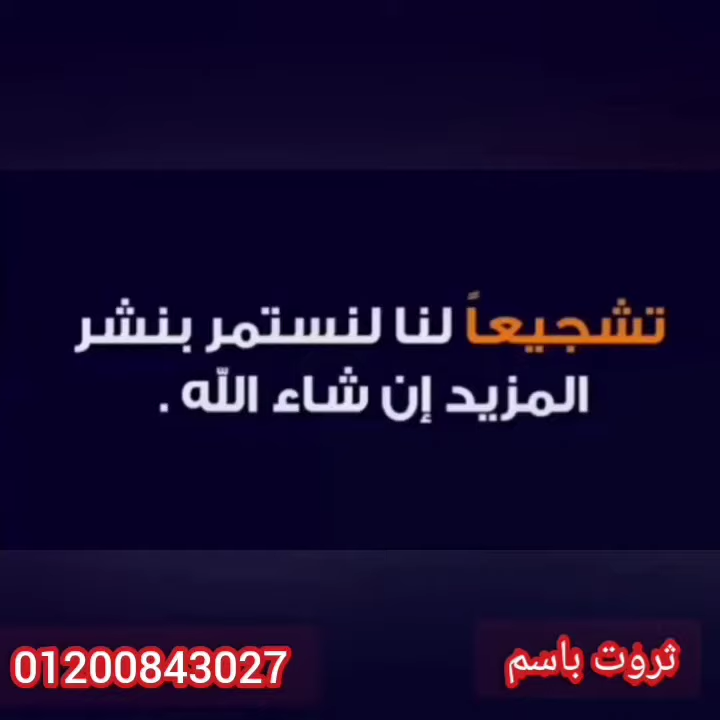 تشجيعاً لنا لنستمر بنشر
المزيد إن شاء الله .
ثروت باسم
01200843027